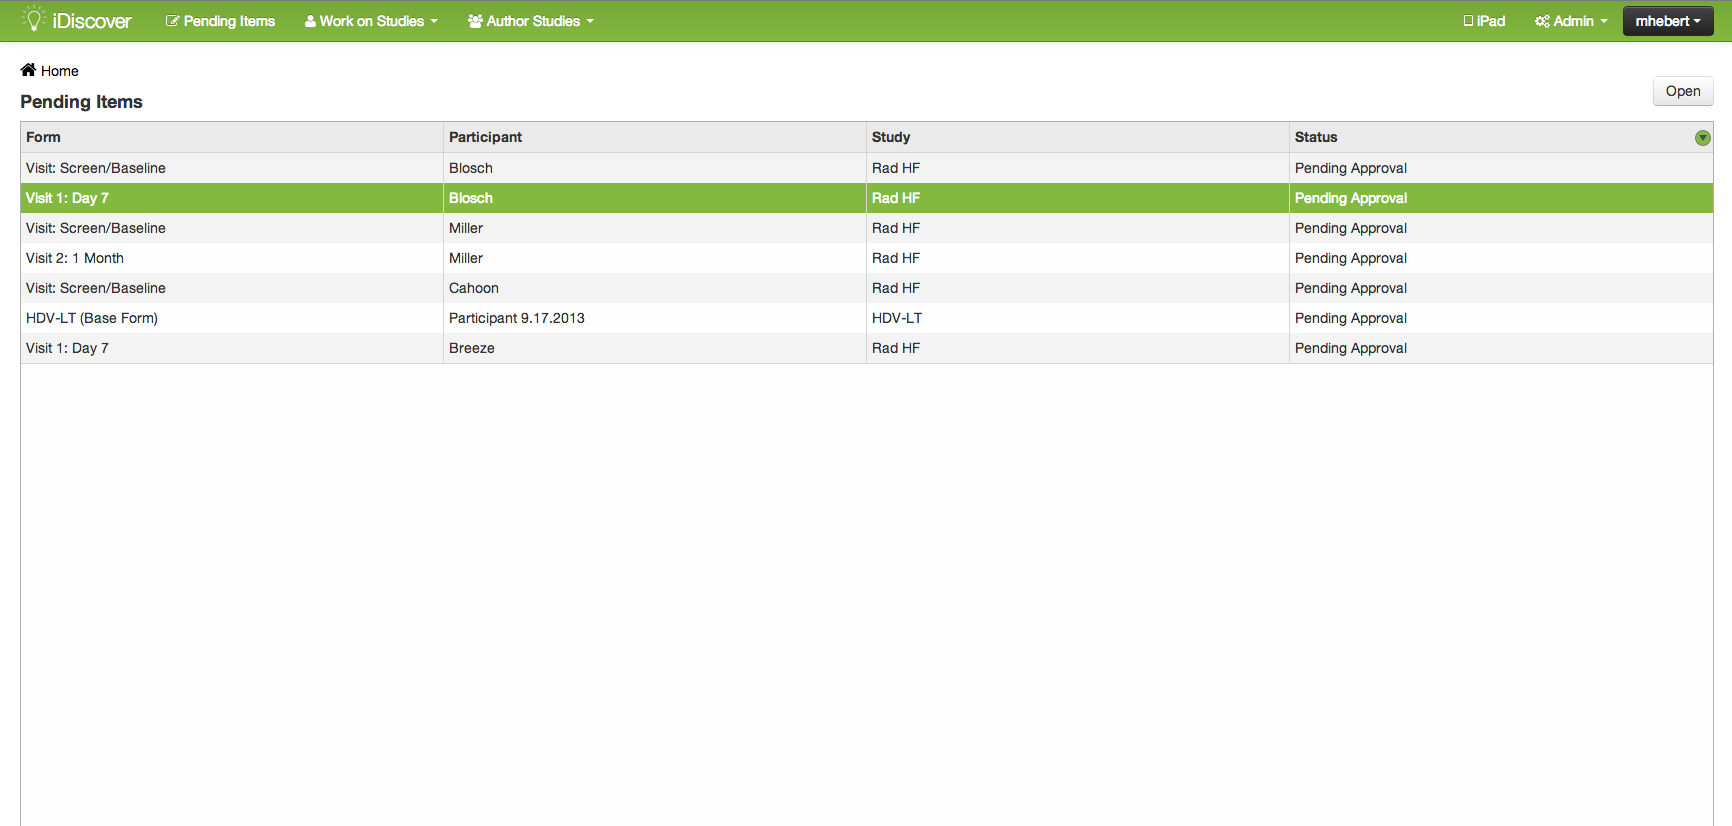 iDiscover Pending Items Work on Studies Author Studies iPad Admin mhebert
Home
Pending Items
Open
Form Participant Study Status
Visit: Screen/Baseline Blosch Rad HF Pending Approval
Visit 1: Day 7 Blosch Rad HF Pending Approval
Visit: Screen/Baseline Miller Rad HF Pending Approval
Visit 2: 1 Month Miller Rad HF Pending Approval
Visit: Screen/Baseline Cahoon Rad HF Pending Approval
HDV-LT (Base Form) Participant 9.17.2013 HDV-LT Pending Approval
Visit 1: Day 7 Breeze Rad HF Pending Approval